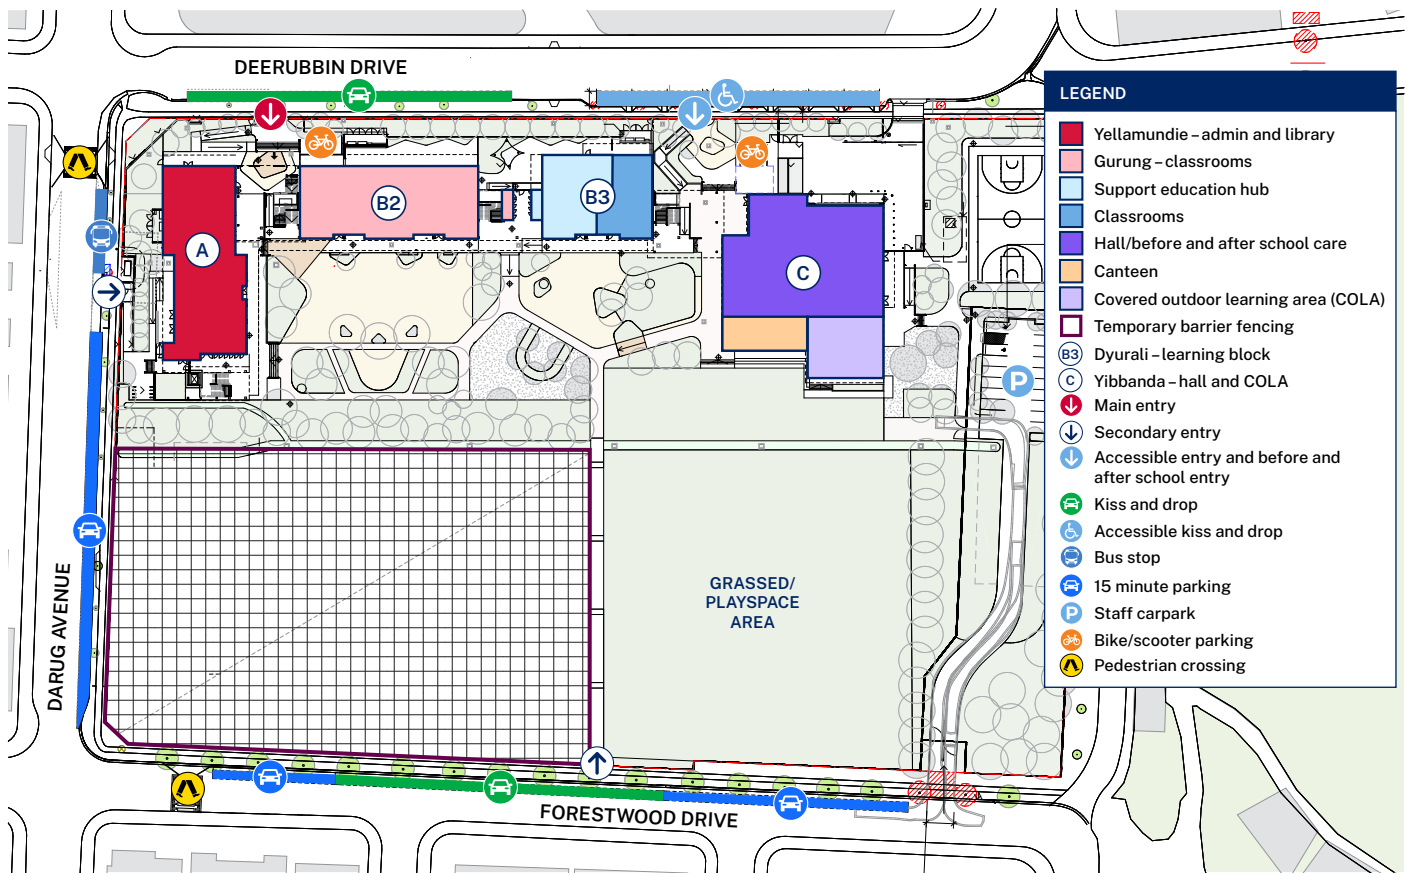 DEERUBBIN DRIVE
LEGEND
Yellamundie – admin and library
Gurung – classrooms
Support education hub
Classrooms
Hall/before and after school care
Canteen
Covered outdoor learning area (COLA)
Temporary barrier fencing
B3 Dyurali – learning block
C Yibbanda – hall and COLA
Main entry
Secondary entry
Accessible entry and before and
after school entry
Kiss and drop
Accessible kiss and drop
Bus stop
15 minute parking
P Staff carpark
Bike/scooter parking
Pedestrian crossing
A
B2
B3
C
P
GRASSED/
PLAYSPACE
AREA
DARUG AVENUE
FORESTWOOD DRIVE